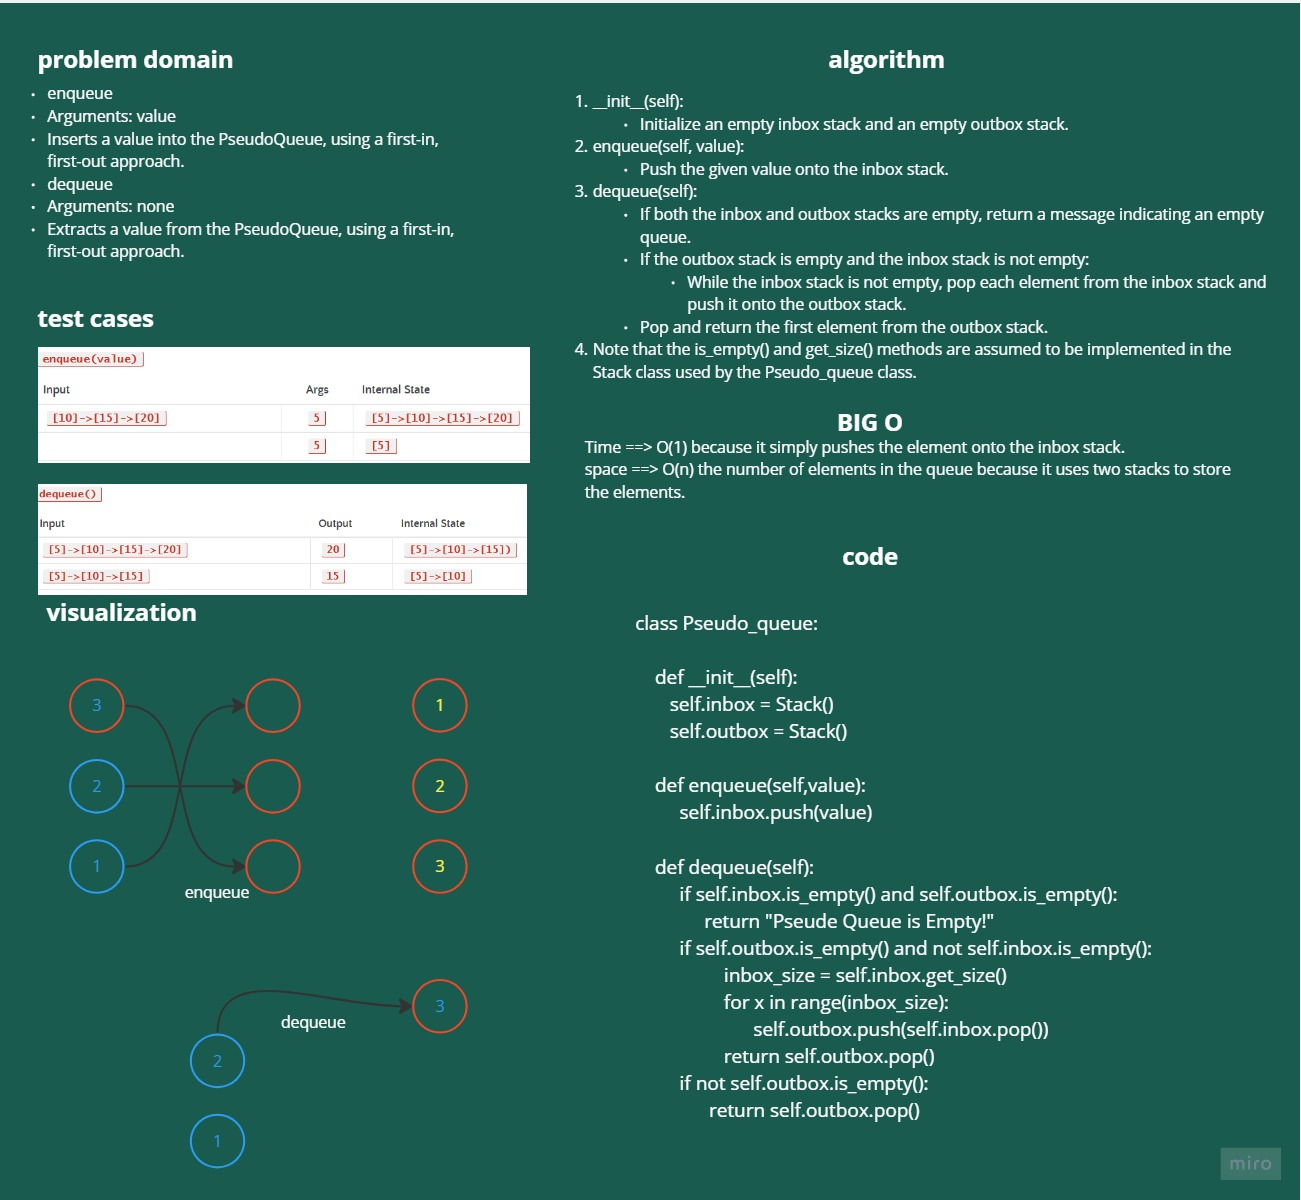 problem domain
• enqueue
• Arguments: value
• Inserts a value into the PseudoQueue, using a first-in,
first-out approach.
• dequeue
• Arguments: none
• Extracts a value from the PseudoQueue, using a first-in,
first-out approach.
test cases
enqueue(value)
Input Args Internal State
[10]->[15]->[20] 5 [5]->[10]->[15]->[20]
5 [5]
dequeue()
Input Output Internal State
[5]->[10]->[15]->[20] 20 [5]->[10]->[15])
[5]->[10]->[15] 15 [5]->[10]
visualization
3 1
2 2
1 3
enqueue
3
dequeue
2
1
algorithm
1. __init__(self):
• Initialize an empty inbox stack and an empty outbox stack.
2. enqueue(self, value):
• Push the given value onto the inbox stack.
3. dequeue(self):
• If both the inbox and outbox stacks are empty, return a message indicating an empty
queue.
• If the outbox stack is empty and the inbox stack is not empty:
• While the inbox stack is not empty, pop each element from the inbox stack and
push it onto the outbox stack.
• Pop and return the first element from the outbox stack.
4. Note that the is_empty() and get_size() methods are assumed to be implemented in the
Stack class used by the Pseudo_queue class.
BIG O
Time ==> O(1) because it simply pushes the element onto the inbox stack.
space ==> O(n) the number of elements in the queue because it uses two stacks to store
the elements.
code
class Pseudo_queue:
def __init__(self):
self.inbox = Stack()
self.outbox = Stack()
def enqueue(self,value):
self.inbox.push(value)
def dequeue(self):
if self.inbox.is_empty() and self.outbox.is_empty():
return "Pseude Queue is Empty!"
if self.outbox.is_empty() and not self.inbox.is_empty():
inbox_size = self.inbox.get_size()
for x in range(inbox_size):
self.outbox.push(self.inbox.pop())
return self.outbox.pop()
if not self.outbox.is_empty():
return self.outbox.pop()
miro